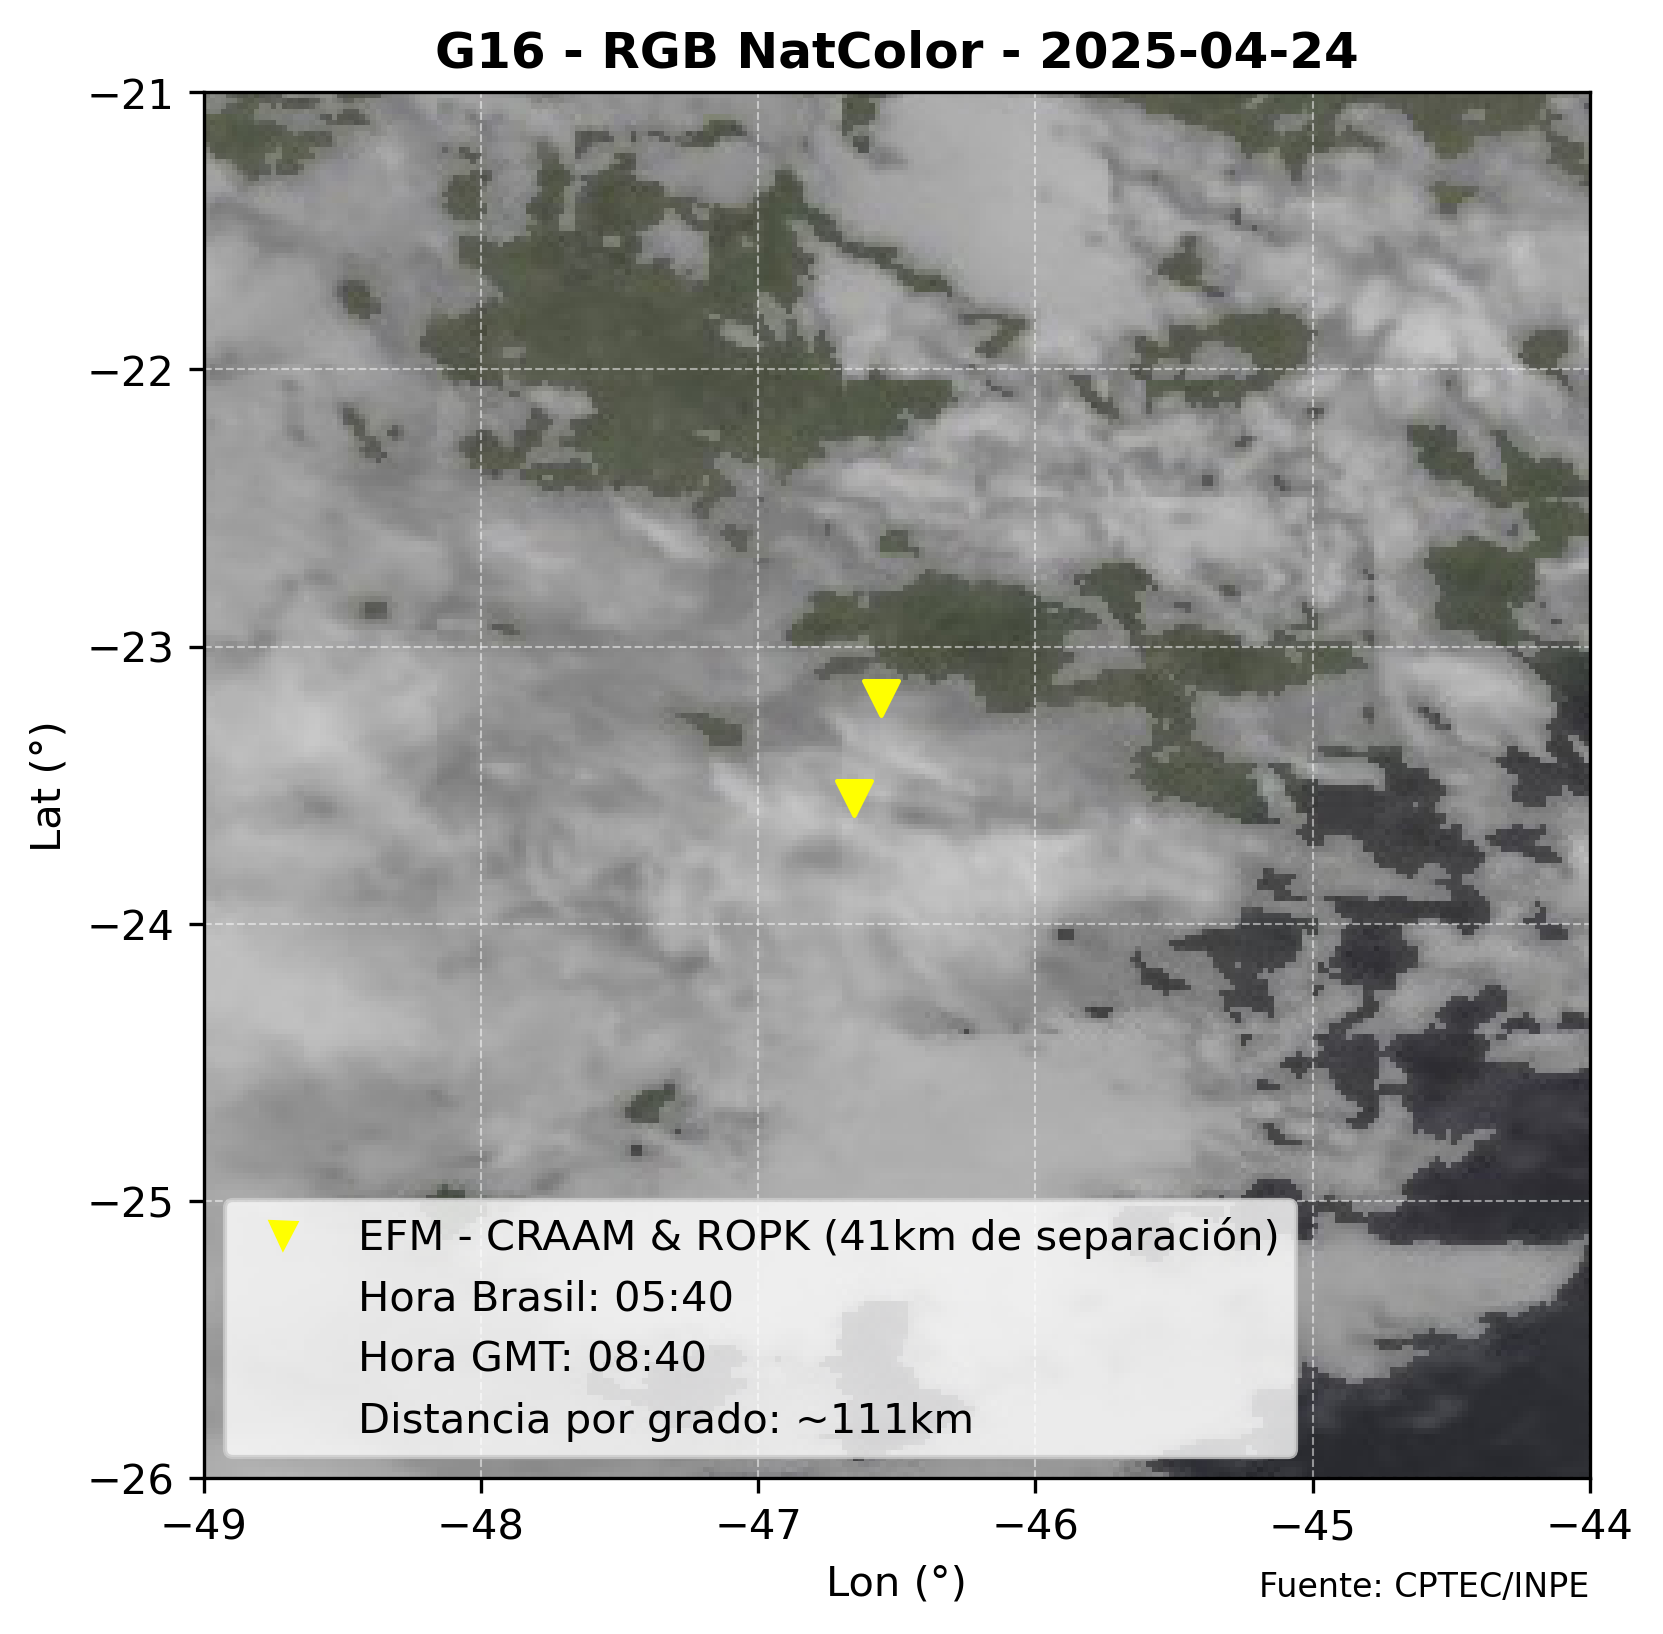 G16 - RGB NatColor - 2025-04-24
−21
−22
−23
−24
−25
−26
Lat (°)
EFM - CRAAM & ROPK (41km de separación)
Hora Brasil: 05:40
Hora GMT: 08:40
Distancia por grado: ~111km
−49 −48 −47 −46 −45 −44
Lon (°)
Fuente: CPTEC/INPE